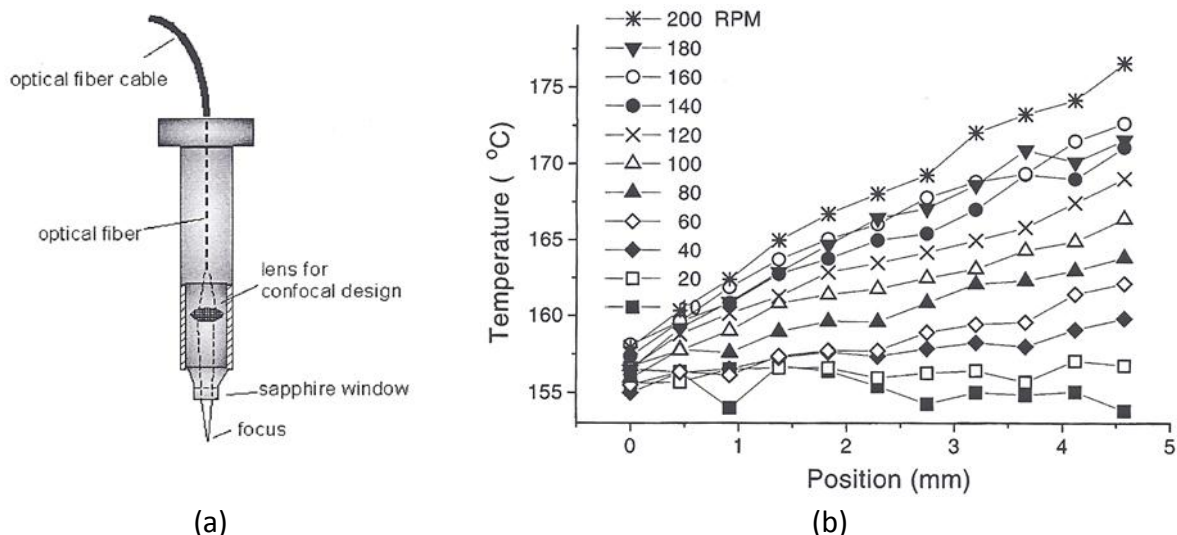 optical fiber cable
optical fiber
lens for
confocal design
sapphire window
focus
(a)
200 RPM
180
160
140
120
100
80
60
40
20
Temperature ( °C)
175
170
165
160
155
0
1
2
3
4
5
Position (mm)
(b)